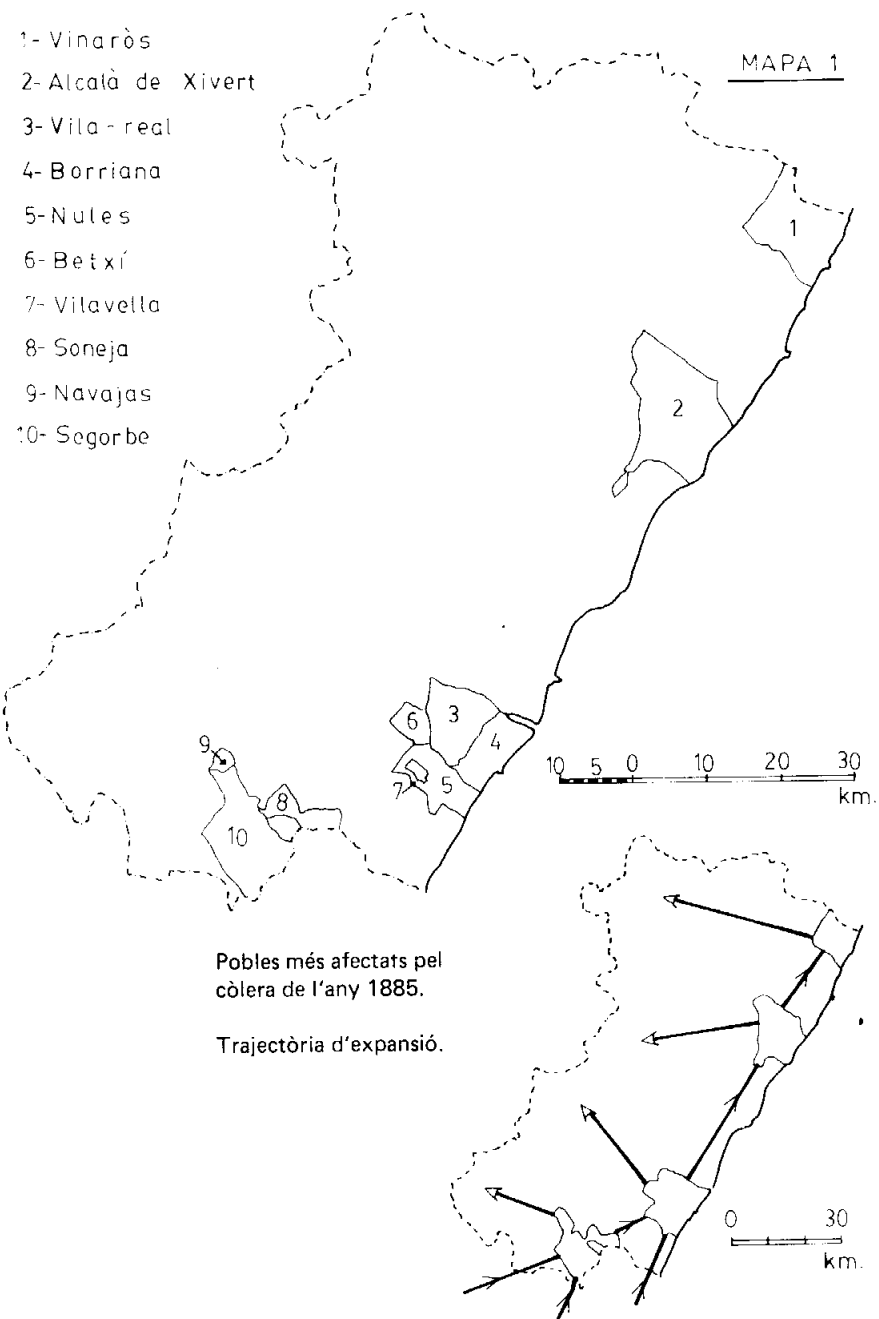 1- Vinaròs
2- Alcalà de Xivert
3- Vila-real
4- Borriana
5- Nules
6- Betxí
7- Vilavella
8- Soneja
9- Navajas
10- Segorbe
MAPA 1
1
2
6
3
4
9
7
5
8
10
10 5 0 10 20 30
km.
Pobles més afectats pel
còlera de l'any 1885.
Trajectòria d'expansió.
0 30
km.